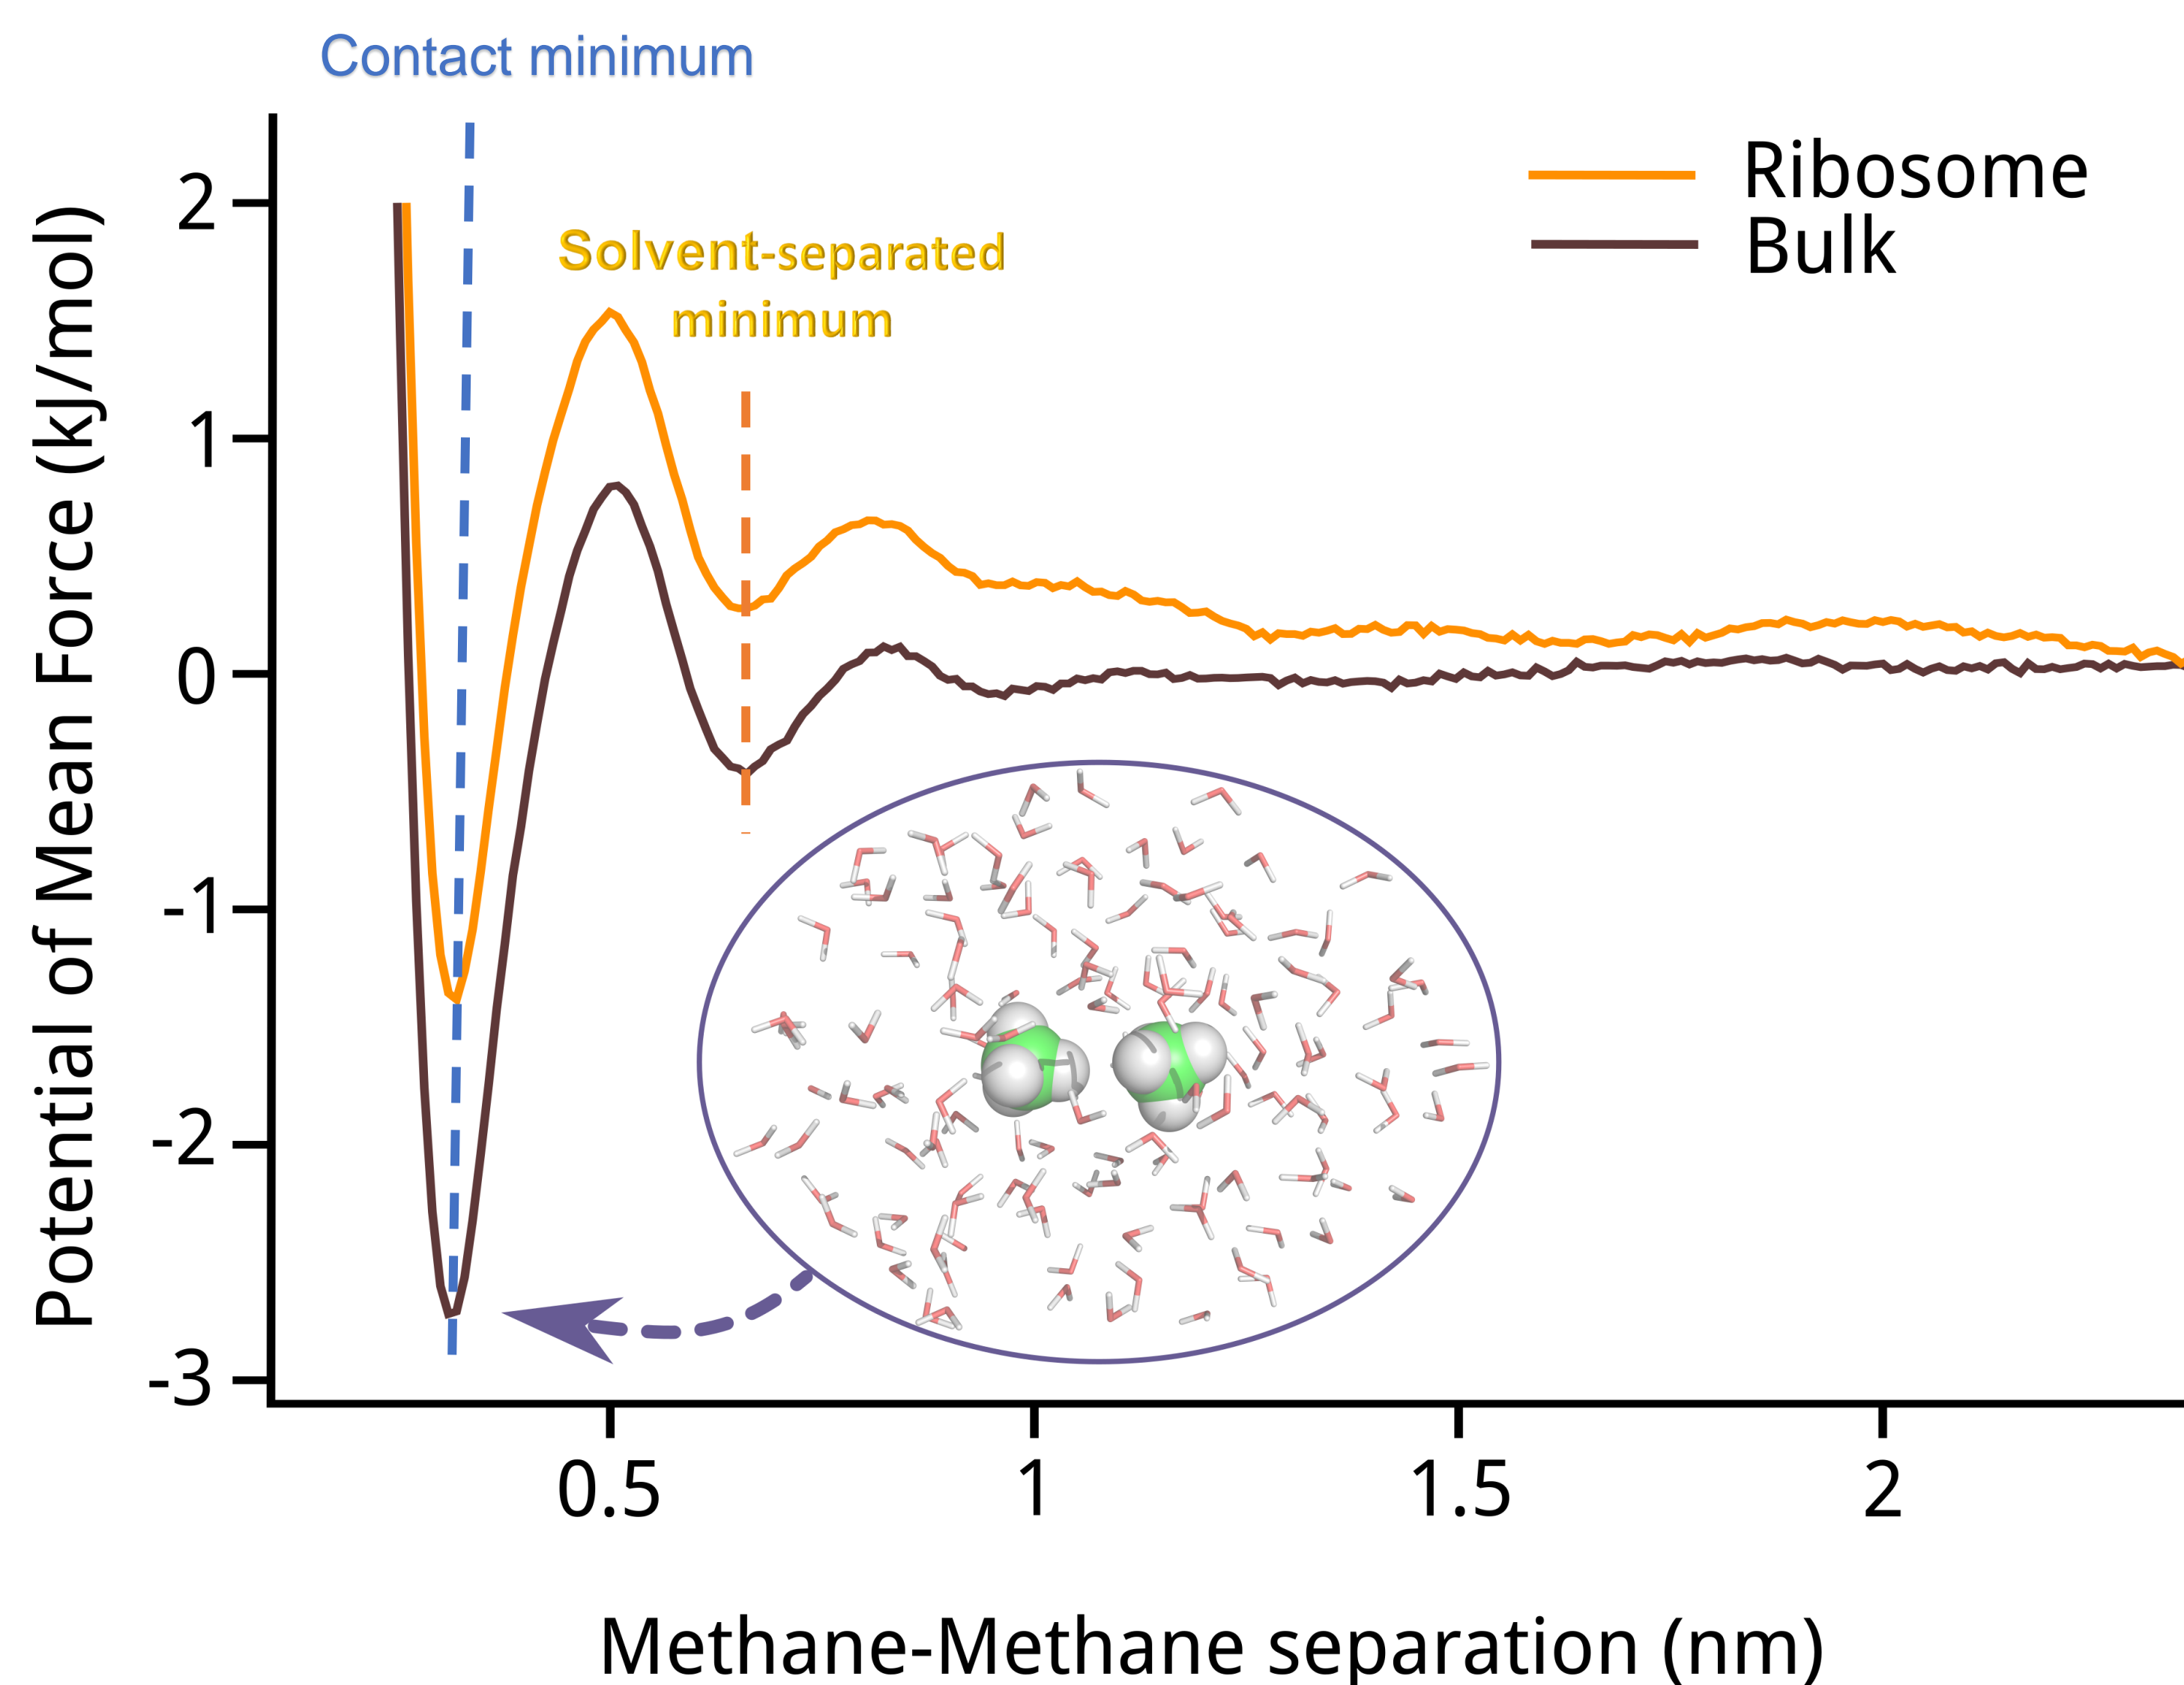 Contact minimum
Ribosome
Bulk
Solvent-separated
minimum
Potential of Mean Force (kJ/mol)
2
1
0
-1
-2
-3
0.5
1
1.5
2
Methane-Methane separation (nm)